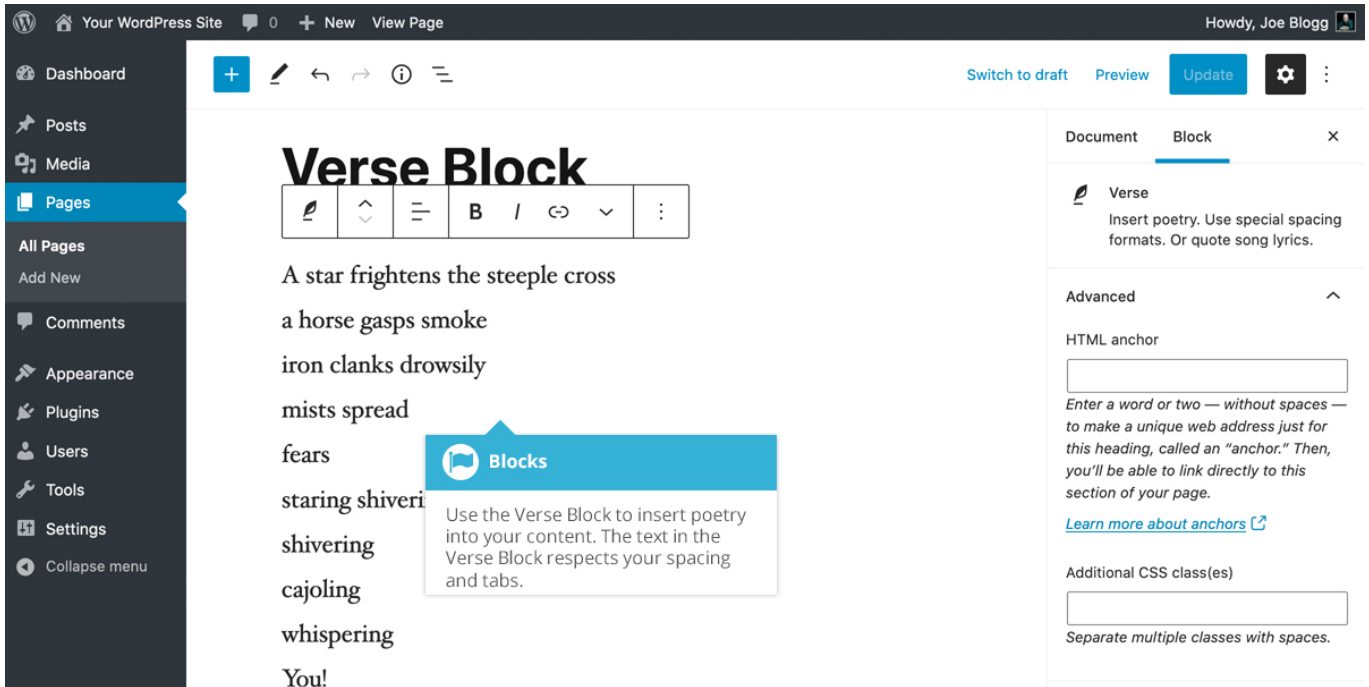 Your WordPress Site 0 New View Page Howdy, Joe Blogg
Dashboard
Posts
Media
Pages
All Pages
Add New
Comments
Appearance
Plugins
Users
Tools
Settings
Collapse menu
Switch to draft Preview Update
Verse Block
B I
A star frightens the steeple cross
a horse gasps smoke
iron clanks drowsily
mists spread
fears
staring
shivering
cajoling
whispering
You!
Blocks
Use the Verse Block to insert poetry
into your content. The text in the
Verse Block respects your spacing
and tabs.
Document Block
Verse
Insert poetry. Use special spacing
formats. Or quote song lyrics.
Advanced
HTML anchor
Enter a word or two — without spaces —
to make a unique web address just for
this heading, called an “anchor.” Then,
you’ll be able to link directly to this
section of your page.
Learn more about anchors
Additional CSS class(es)
Separate multiple classes with spaces.